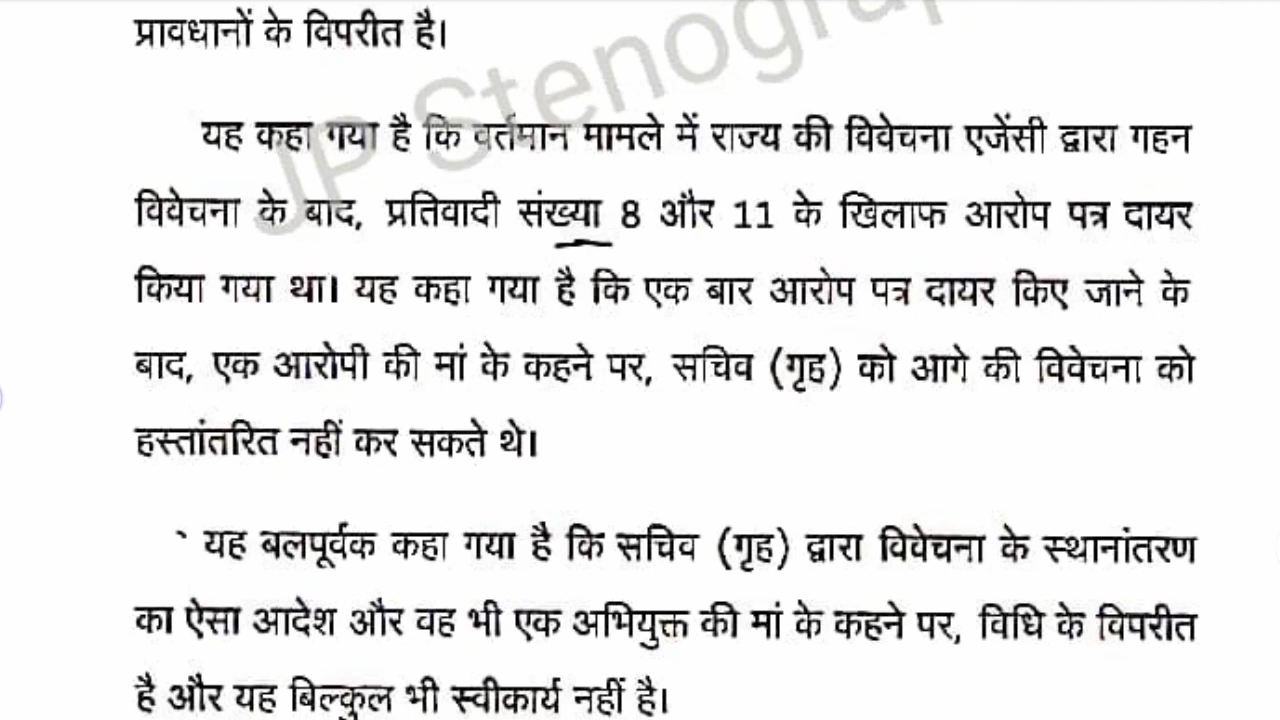 प्रावधानों के विपरीत है।
यह कहा गया है कि वर्तमान मामले में राज्य की विवेचना एजेंसी द्वारा गहन
विवेचना के बाद, प्रतिवादी संख्या 8 और 11 के खिलाफ आरोप पत्र दायर
किया गया था। यह कहा गया है कि एक बार आरोप पत्र दायर किए जाने के
बाद, एक आरोपी की मां के कहने पर, सचिव (गृह) को आगे की विवेचना को
हस्तांतरित नहीं कर सकते थे।
यह बलपूर्वक कहा गया है कि सचिव (गृह) द्वारा विवेचना के स्थानांतरण
का ऐसा आदेश और वह भी एक अभियुक्त की मां के कहने पर, विधि के विपरीत
है और यह बिल्कुल भी स्वीकार्य नहीं है।
JP Stenogra